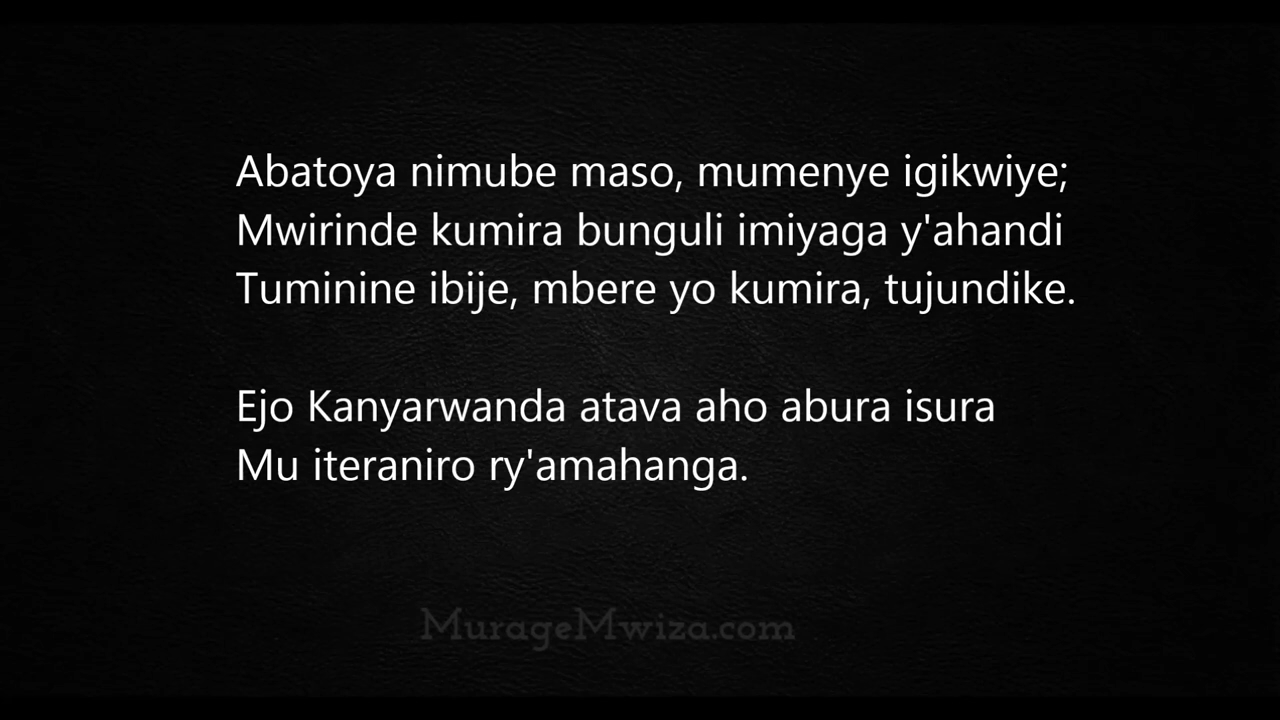 Abatoya nimube maso, mumenye igikwiye;
Mwirinde kumira bunguli imiyaga y'ahandi
Tuminine ibije, mbere yo kumira, tujundike.
Ejo Kanyarwanda atava aho abura isura
Mu iteraniro ry'amahanga.
MurageMwiza.com